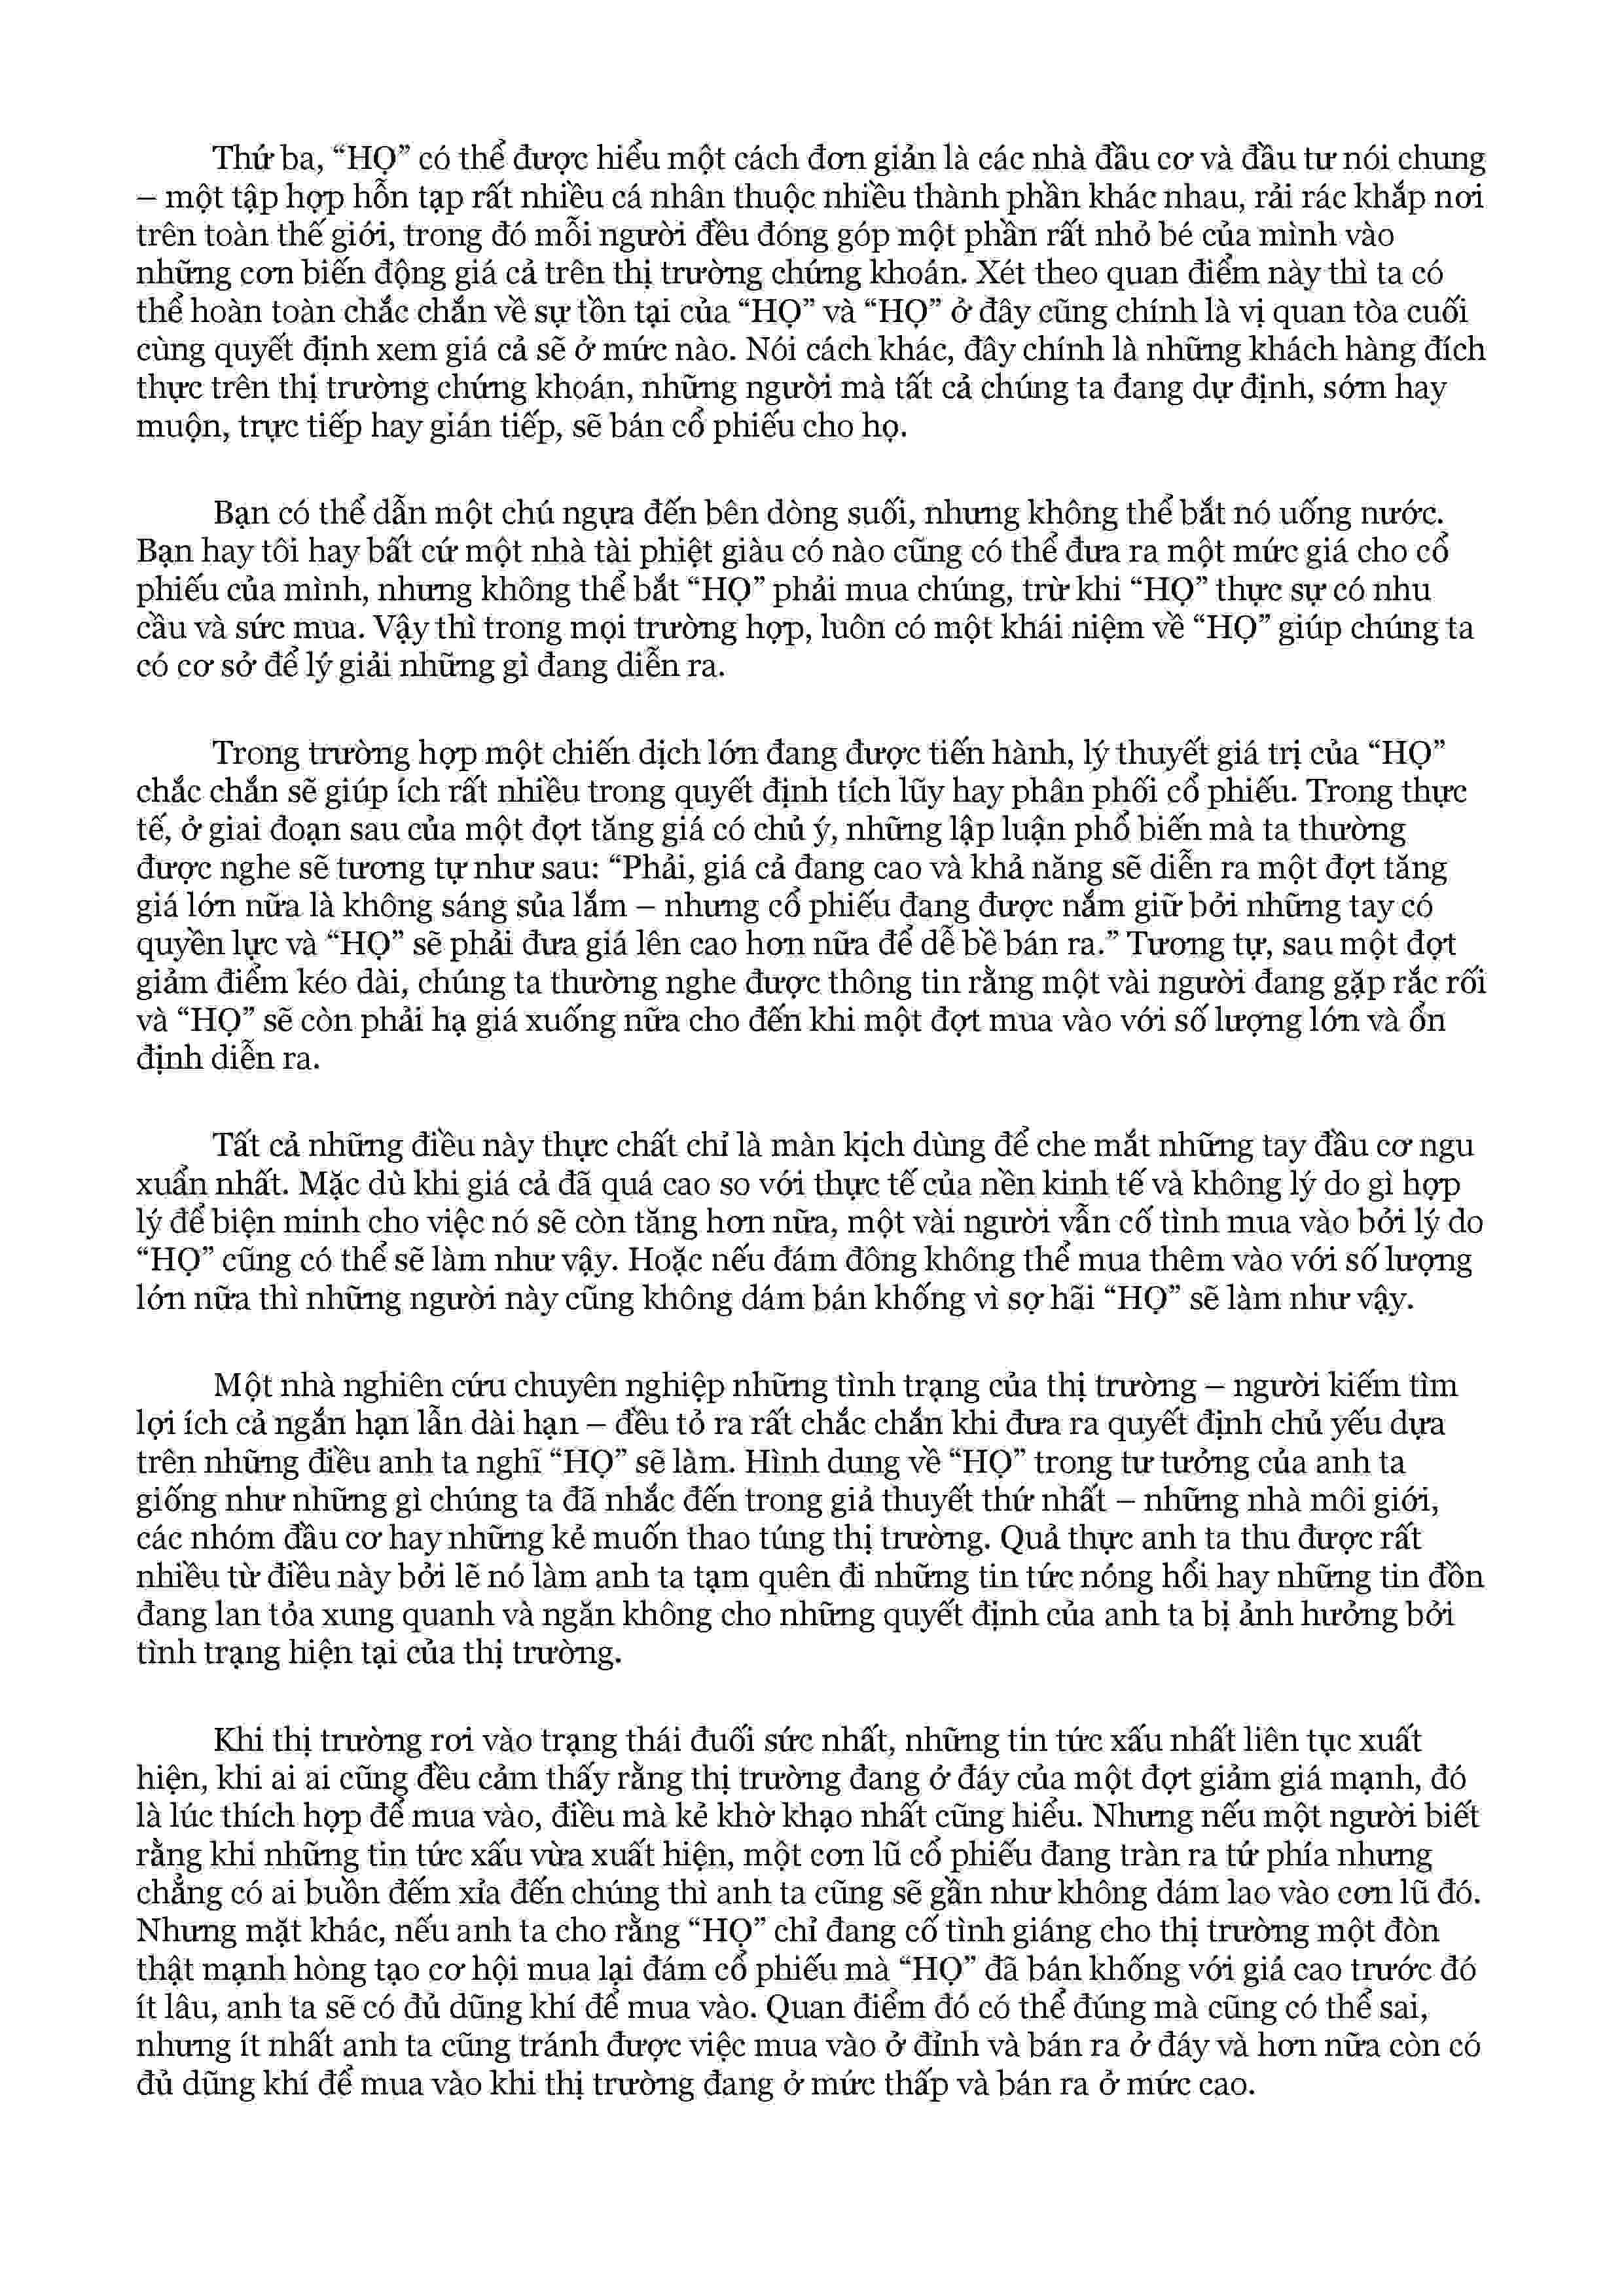 Thứ ba, “HỌ” có thể được hiểu một cách đơn giản là các nhà đầu cơ và đầu tư nói chung
– một tập hợp hỗn tạp rất nhiều cá nhân thuộc nhiều thành phần khác nhau, rải rác khắp nơi
trên toàn thế giới, trong đó mỗi người đều đóng góp một phần rất nhỏ bé của mình vào
những cơn biến động giá cả trên thị trường chứng khoán. Xét theo quan điểm này thì ta có
thể hoàn toàn chắc chắn về sự tồn tại của “HỌ” và “HỌ” ở đây cũng chính là vị quan tòa cuối
cùng quyết định xem giá cả sẽ ở mức nào. Nói cách khác, đây chính là những khách hàng đích
thực trên thị trường chứng khoán, những người mà tất cả chúng ta đang dự định, sớm hay
muộn, trực tiếp hay gián tiếp, sẽ bán cổ phiếu cho họ.
Bạn có thể dẫn một chú ngựa đến bên dòng suối, nhưng không thể bắt nó uống nước.
Bạn hay tôi hay bất cứ một nhà tài phiệt giàu có nào cũng có thể đưa ra một mức giá cho cổ
phiếu của mình, nhưng không thể bắt “HỌ” phải mua chúng, trừ khi “HỌ” thực sự có nhu
cầu và sức mua. Vậy thì trong mọi trường hợp, luôn có một khái niệm về “HỌ” giúp chúng ta
có cơ sở để lý giải những gì đang diễn ra.
Trong trường hợp một chiến dịch lớn đang được tiến hành, lý thuyết giá trị của “HỌ”
chắc chắn sẽ giúp ích rất nhiều trong quyết định tích lũy hay phân phối cổ phiếu. Trong thực
tế, ở giai đoạn sau của một đợt tăng giá có chủ ý, những lập luận phổ biến mà ta thường
được nghe sẽ tương tự như sau: “Phải, giá cả đang cao và khả năng sẽ diễn ra một đợt tăng
giá lớn nữa là không sáng sủa lắm – nhưng cổ phiếu đang được nắm giữ bởi những tay có
quyền lực và “HỌ” sẽ phải đưa giá lên cao hơn nữa để dễ bề bán ra.” Tương tự, sau một đợt
giảm điểm kéo dài, chúng ta thường nghe được thông tin rằng một vài người đang gặp rắc rối
và “HỌ” sẽ còn phải hạ giá xuống nữa cho đến khi một đợt mua vào với số lượng lớn và ổn
định diễn ra.
Tất cả những điều này thực chất chỉ là màn kịch dùng để che mắt những tay đầu cơ ngu
xuẩn nhất. Mặc dù khi giá cả đã quá cao so với thực tế của nền kinh tế và không lý do gì hợp
lý để biện minh cho việc nó sẽ còn tăng hơn nữa, một vài người vẫn cố tình mua vào bởi lý do
“HỌ” cũng có thể sẽ làm như vậy. Hoặc nếu đám đông không thể mua thêm vào với số lượng
lớn nữa thì những người này cũng không dám bán khống vì sợ hãi “HỌ” sẽ làm như vậy.
Một nhà nghiên cứu chuyên nghiệp những tình trạng của thị trường – người kiếm tìm
lợi ích cả ngắn hạn lẫn dài hạn – đều tỏ ra rất chắc chắn khi đưa ra quyết định chủ yếu dựa
trên những điều anh ta nghĩ “HỌ” sẽ làm. Hình dung về “HỌ” trong tư tưởng của anh ta
giống như những gì chúng ta đã nhắc đến trong giả thuyết thứ nhất – những nhà môi giới,
các nhóm đầu cơ hay những kẻ muốn thao túng thị trường. Quả thực anh ta thu được rất
nhiều từ điều này bởi lẽ nó làm anh ta tạm quên đi những tin tức nóng hổi hay những tin đồn
đang lan tỏa xung quanh và ngăn không cho những quyết định của anh ta bị ảnh hưởng bởi
tình trạng hiện tại của thị trường.
Khi thị trường rơi vào trạng thái đuối sức nhất, những tin tức xấu nhất liên tục xuất
hiện, khi ai ai cũng đều cảm thấy rằng thị trường đang ở đáy của một đợt giảm giá mạnh, đó
là lúc thích hợp để mua vào, điều mà kẻ khờ khạo nhất cũng hiểu. Nhưng nếu một người biết
rằng khi những tin tức xấu vừa xuất hiện, một cơn lũ cổ phiếu đang tràn ra tứ phía nhưng
chẳng có ai buồn đếm xỉa đến chúng thì anh ta cũng sẽ gần như không dám lao vào cơn lũ đó.
Nhưng mặt khác, nếu anh ta cho rằng “HỌ” chỉ đang cố tình giáng cho thị trường một đòn
thật mạnh hòng tạo cơ hội mua lại đám cổ phiếu mà “HỌ” đã bán khống với giá cao trước đó
ít lâu, anh ta sẽ có đủ dũng khí để mua vào. Quan điểm đó có thể đúng mà cũng có thể sai,
nhưng ít nhất anh ta cũng tránh được việc mua vào ở đỉnh và bán ra ở đáy và hơn nữa còn có
đủ dũng khí để mua vào khi thị trường đang ở mức thấp và bán ra ở mức cao.